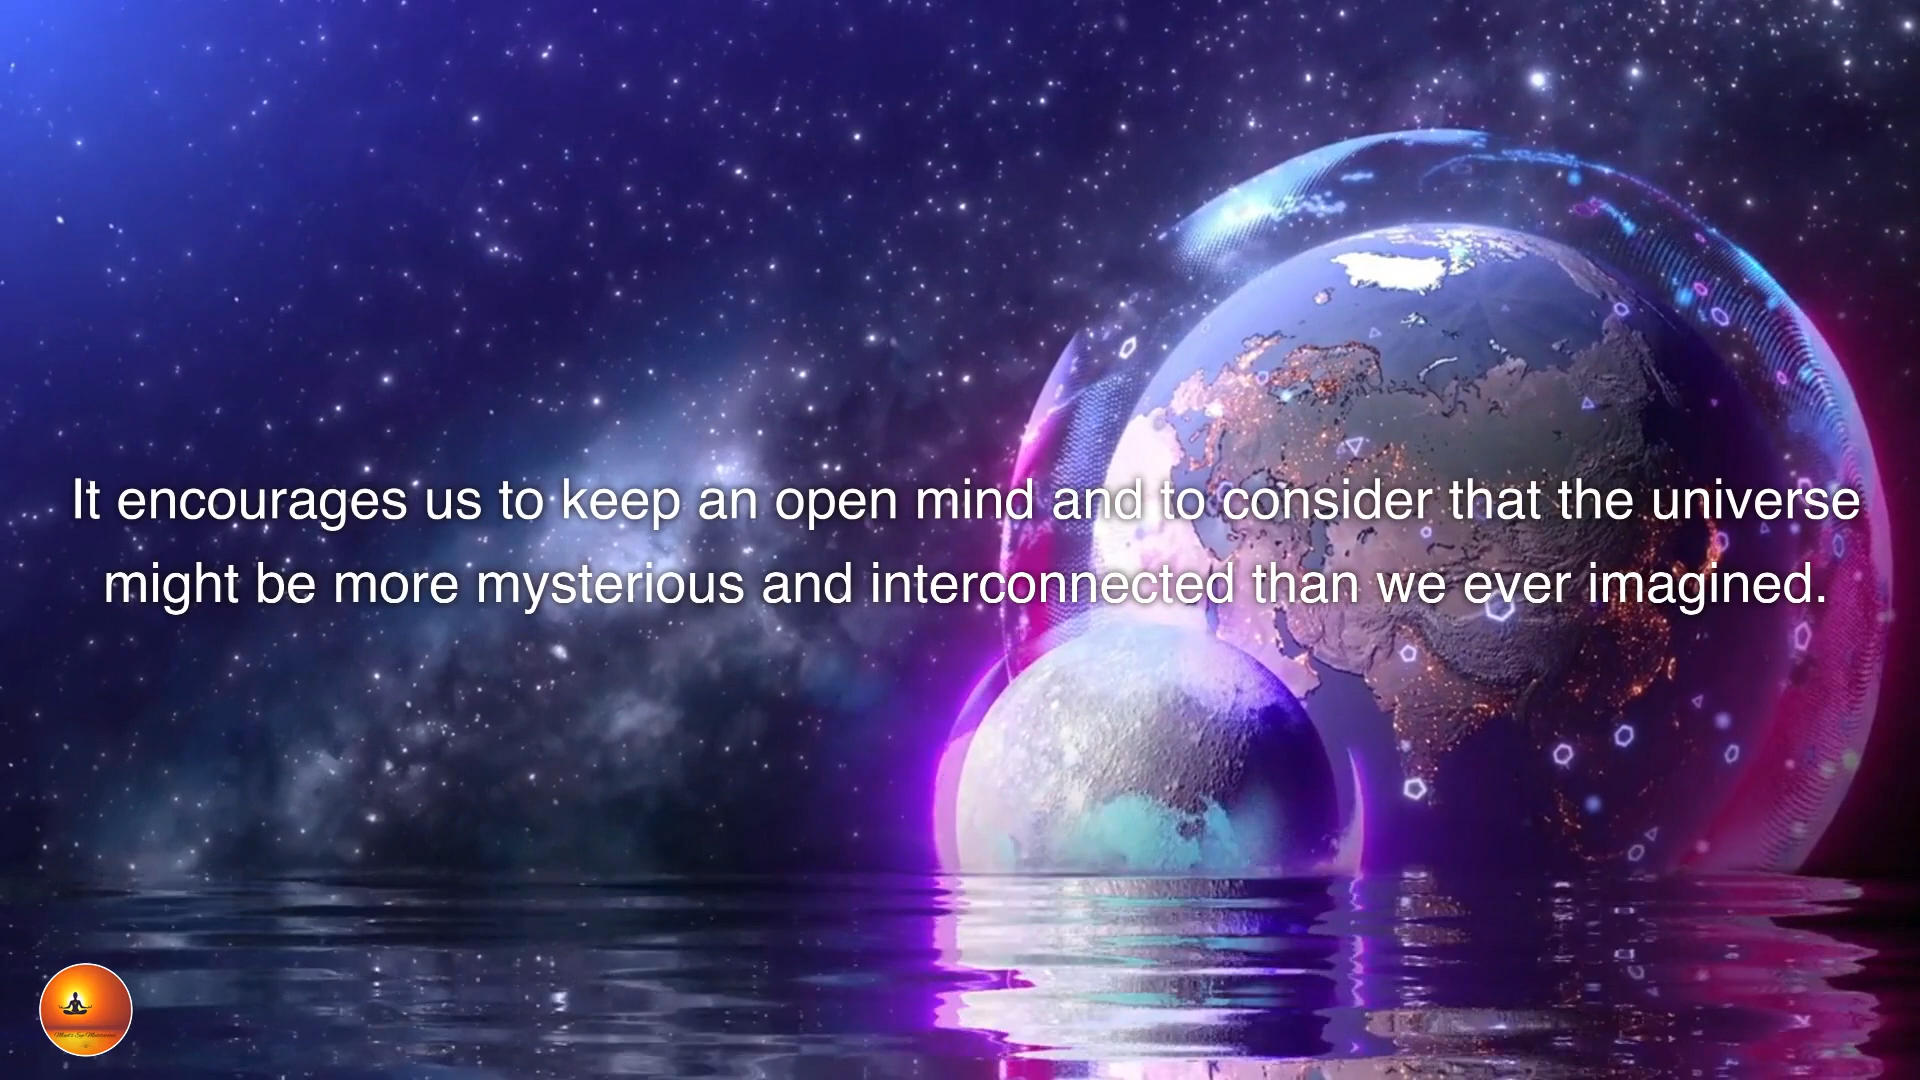 It encourages us to keep an open mind and to consider that the universe
might be more mysterious and interconnected than we ever imagined.